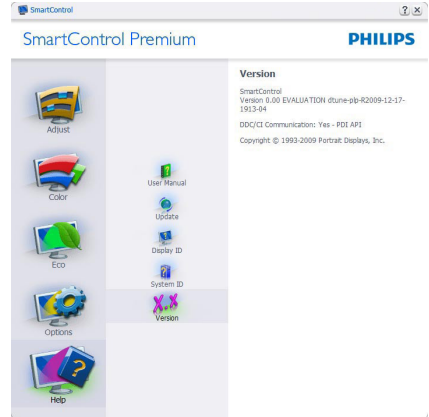 SmartControl
SmartControl Premium
PHILIPS
Adjust
Color
Eco
Options
Help
User Manual
Update
Display ID
System ID
X.X
Version
Version
SmartControl
Version 0.00 EVALUATION dtune-plp-R2009-12-17-
1913-04
DDC/CI Communication: Yes - PDI API
Copyright © 1993-2009 Portrait Displays, Inc.